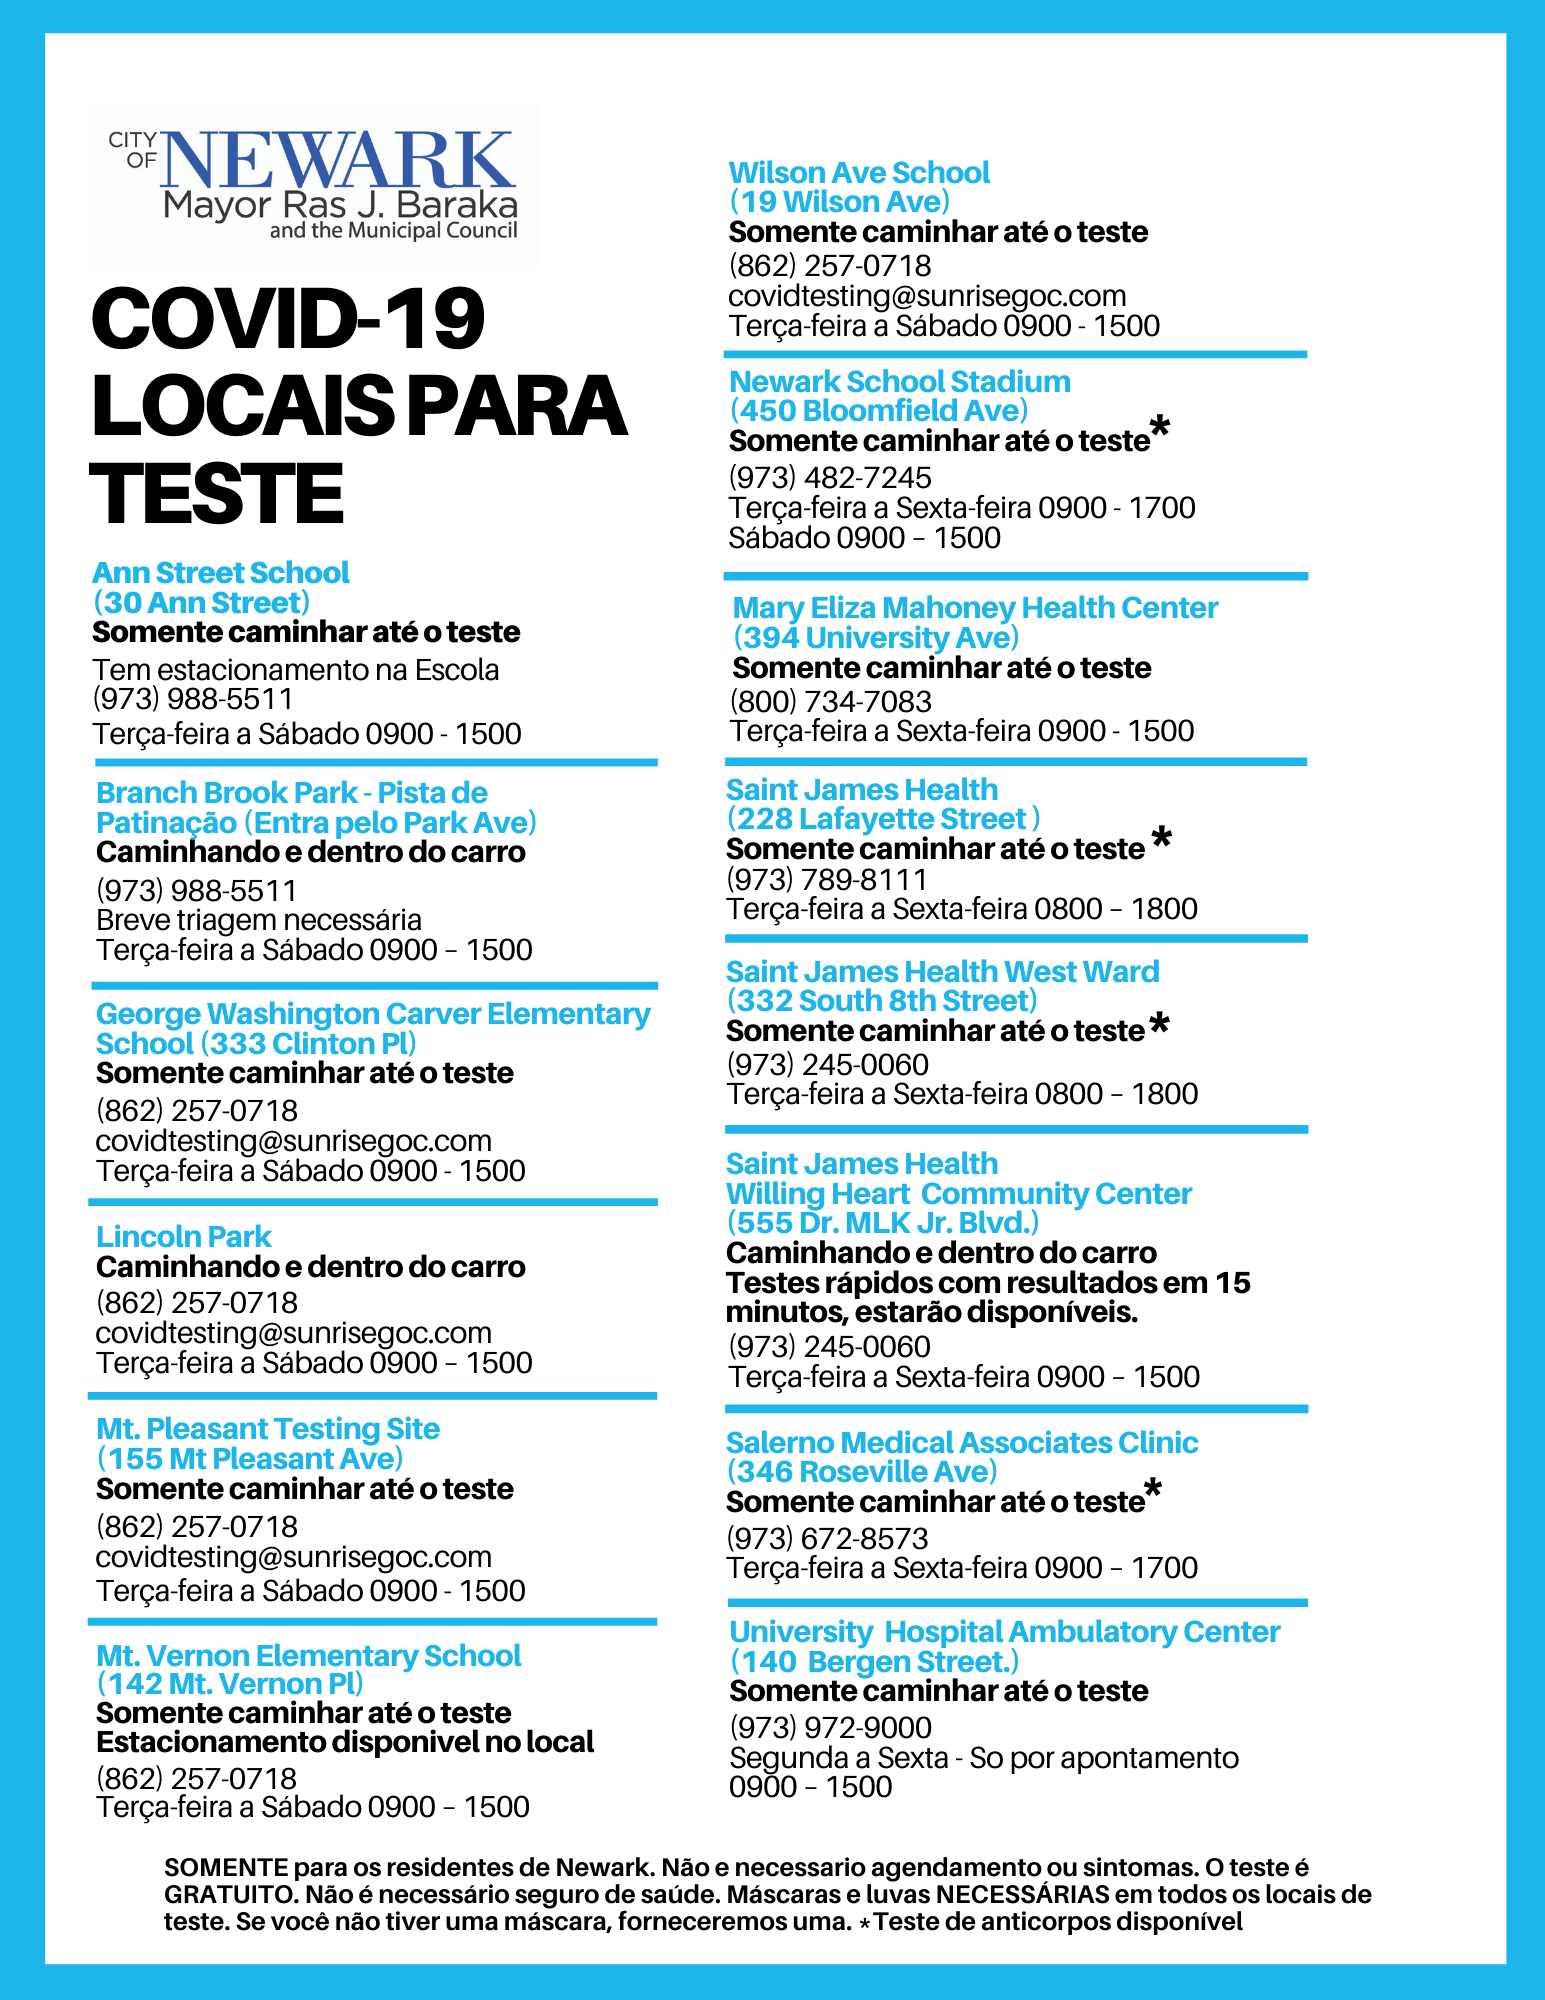 CITY
OF NEWARK
Mayor Ras J. Baraka
and the Municipal Council
COVID-19
LOCAIS PARA
TESTE
Ann Street School
(30 Ann Street)
Somente caminhar até o teste
Tem estacionamento na Escola
(973) 988-5511
Terça-feira a Sábado 0900 - 1500
Branch Brook Park - Pista de
Patinação (Entra pelo Park Ave)
Caminhando e dentro do carro
(973) 988-5511
Breve triagem necessária
Terça-feira a Sábado 0900 – 1500
George Washington Carver Elementary
School (333 Clinton Pl)
Somente caminhar até o teste
(862) 257-0718
covidtesting@sunrisegoc.com
Terça-feira a Sábado 0900 - 1500
Lincoln Park
Caminhando e dentro do carro
(862) 257-0718
covidtesting@sunrisegoc.com
Terça-feira a Sábado 0900 – 1500
Mt. Pleasant Testing Site
(155 Mt Pleasant Ave)
Somente caminhar até o teste
(862) 257-0718
covidtesting@sunrisegoc.com
Terça-feira a Sábado 0900 - 1500
Mt. Vernon Elementary School
(142 Mt. Vernon Pl)
Somente caminhar até o teste
Estacionamento disponivel no local
(862) 257-0718
Terça-feira a Sábado 0900 – 1500
Wilson Ave School
(19 Wilson Ave)
Somente caminhar até o teste
(862) 257-0718
covidtesting@sunrisegoc.com
Terça-feira a Sábado 0900 - 1500
Newark School Stadium
(450 Bloomfield Ave)
Somente caminhar até o teste*
(973) 482-7245
Terça-feira a Sexta-feira 0900 - 1700
Sábado 0900 – 1500
Mary Eliza Mahoney Health Center
(394 University Ave)
Somente caminhar até o teste
(800) 734-7083
Terça-feira a Sexta-feira 0900 - 1500
Saint James Health
(228 Lafayette Street )
Somente caminhar até o teste *
(973) 789-8111
Terça-feira a Sexta-feira 0800 – 1800
Saint James Health West Ward
(332 South 8th Street)
Somente caminhar até o teste *
(973) 245-0060
Terça-feira a Sexta-feira 0800 – 1800
Saint James Health
Willing Heart Community Center
(555 Dr. MLK Jr. Blvd.)
Caminhando e dentro do carro
Testes rápidos com resultados em 15
minutos, estarão disponíveis.
(973) 245-0060
Terça-feira a Sexta-feira 0900 – 1500
Salerno Medical Associates Clinic
(346 Roseville Ave)
Somente caminhar até o teste*
(973) 672-8573
Terça-feira a Sexta-feira 0900 – 1700
University Hospital Ambulatory Center
(140 Bergen Street.)
Somente caminhar até o teste
(973) 972-9000
Segunda a Sexta - So por apontamento
0900 – 1500
SOMENTE para os residentes de Newark. Não e necessario agendamento ou sintomas. O teste é
GRATUITO. Não é necessário seguro de saúde. Máscaras e luvas NECESSÁRIAS em todos os locais de
teste. Se você não tiver uma máscara, forneceremos uma. *Teste de anticorpos disponível